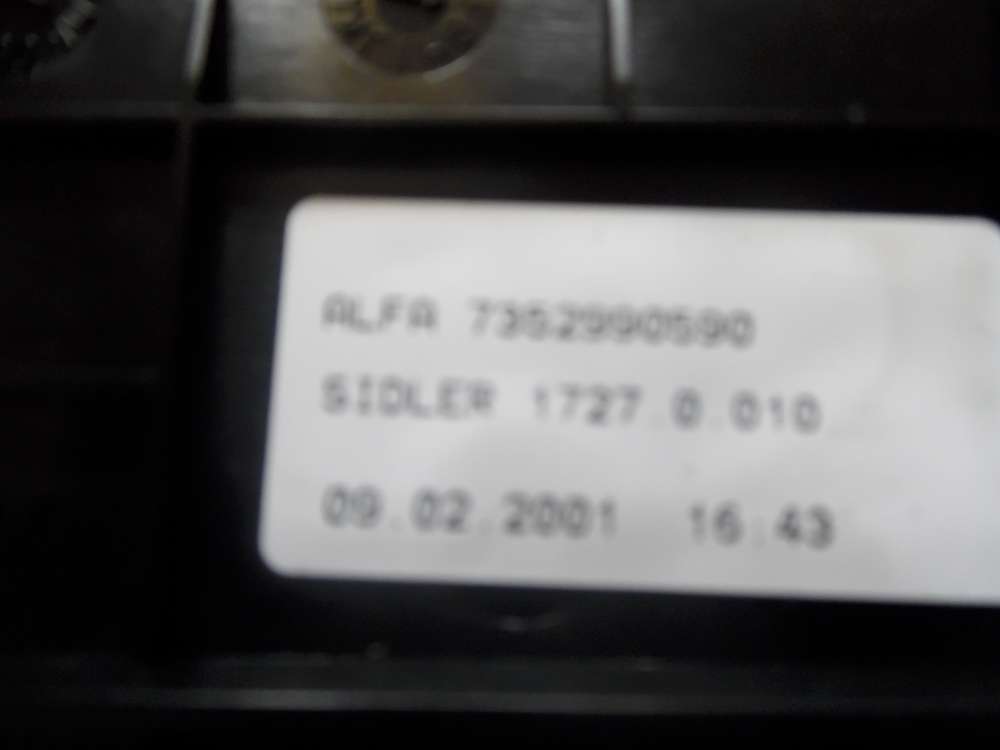 ALFA 7352990590
SIDLER 1727.0.010
09.02.2001 16.43